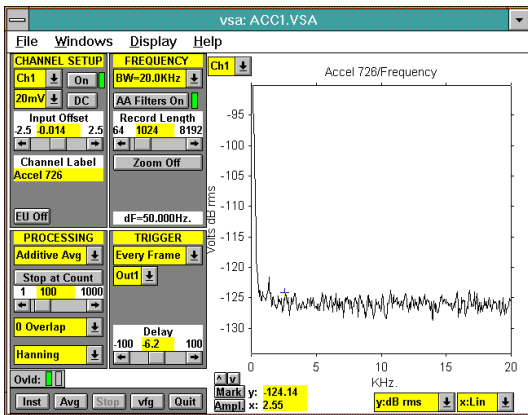 vsa: ACC1.VSA
File Windows Display Help
CHANNEL SETUP
Ch1 On
20mV DC
Input Offset
-2.5 -0.014 2.5
Channel Label
Accel 726
EU Off
FREQUENCY
BW=20.0KHz
AA Filters On
Record Length
64 1024 8192
Zoom Off
dF=50.000Hz.
PROCESSING
Additive Avg
Stop at Count
1 100 1000
0 Overlap
Hanning
TRIGGER
Every Frame
Out1
Delay
-100 -6.2 100
Ovld:
Inst Avg Stop vfg Quit
Ch1
Accel 726/Frequency
Volts dB rms
-95
-100
-105
-110
-115
-120
-125
-130
0 5 10 15 20
KHz.
^ v
Mark y: -124.14
Ampl. x: 2.55
y:dB rms x:Lin